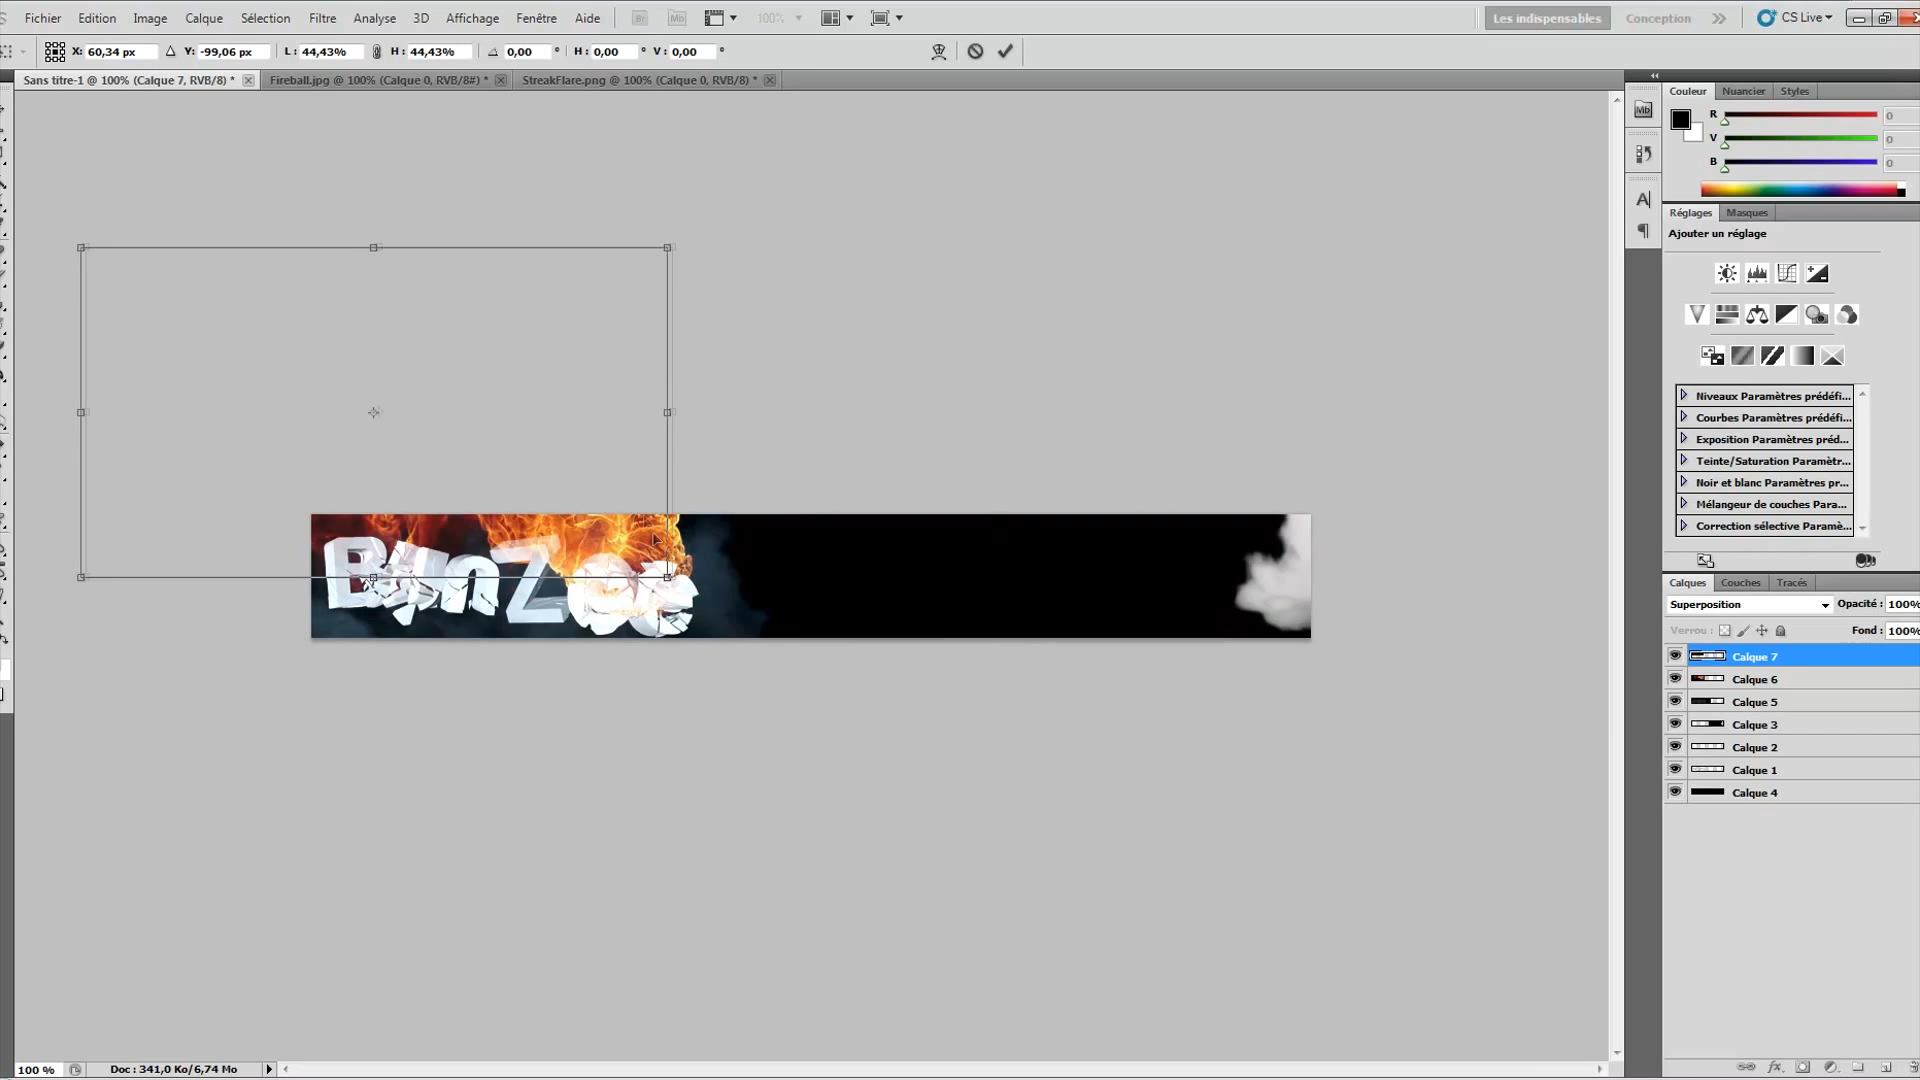 Fichier Edition Image Calque Sélection Filtre Analyse 3D Affichage Fenêtre Aide Br Mb 100% Les indispensables Conception CS Live
X: 60,34 px Y: -99,06 px L: 44,43% H: 44,43% 0,00 ° H: 0,00 ° V: 0,00 °
Sans titre-1 @ 100% (Calque 7, RVB/8) * Fireball.jpg @ 100% (Calque 0, RVB/8#) * StreakFlare.png @ 100% (Calque 0, RVB/8) *
Couleur Nuancier Styles
Mb
R 0
V 0
B 0
Réglages Masques
Ajouter un réglage
Niveaux Paramètres prédéfi...
Courbes Paramètres prédéfi...
Exposition Paramètres préd...
Teinte/Saturation Paramètr...
Noir et blanc Paramètres pr...
Mélangeur de couches Para...
Correction sélective Paramè...
Calques Couches Tracés
Superposition Opacité : 100%
Verrou : Fond : 100%
Calque 7
Calque 6
Calque 5
Calque 3
Calque 2
Calque 1
Calque 4
100 % Doc : 341,0 Ko/6,74 Mo